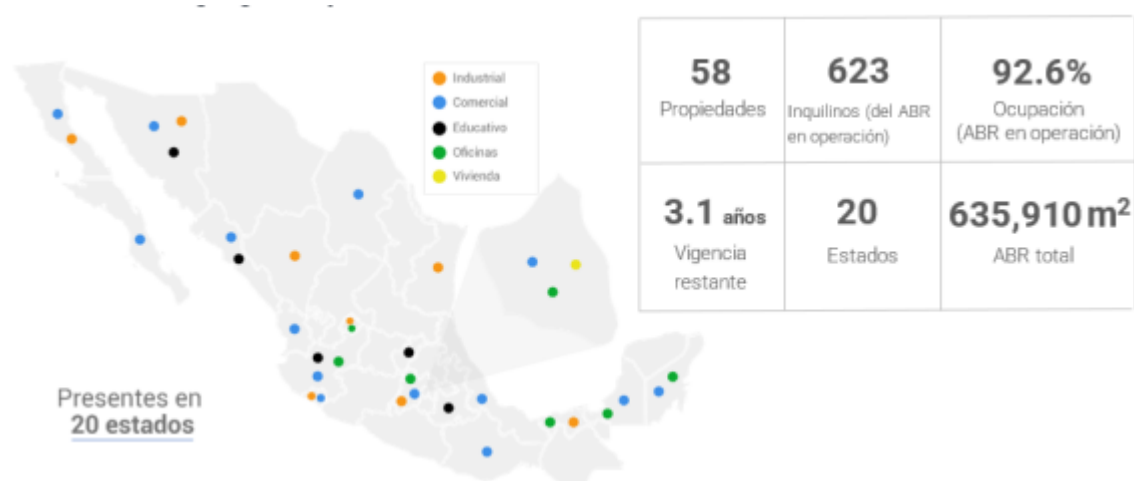 Industrial
Comercial
Educativo
Oficinas
Vivienda
58
Propiedades
623
Inquilinos (del ABR
en operación)
92.6%
Ocupación
(ABR en operación)
3.1 años
Vigencia
restante
20
Estados
635,910 m²
ABR total
Presentes en
20 estados